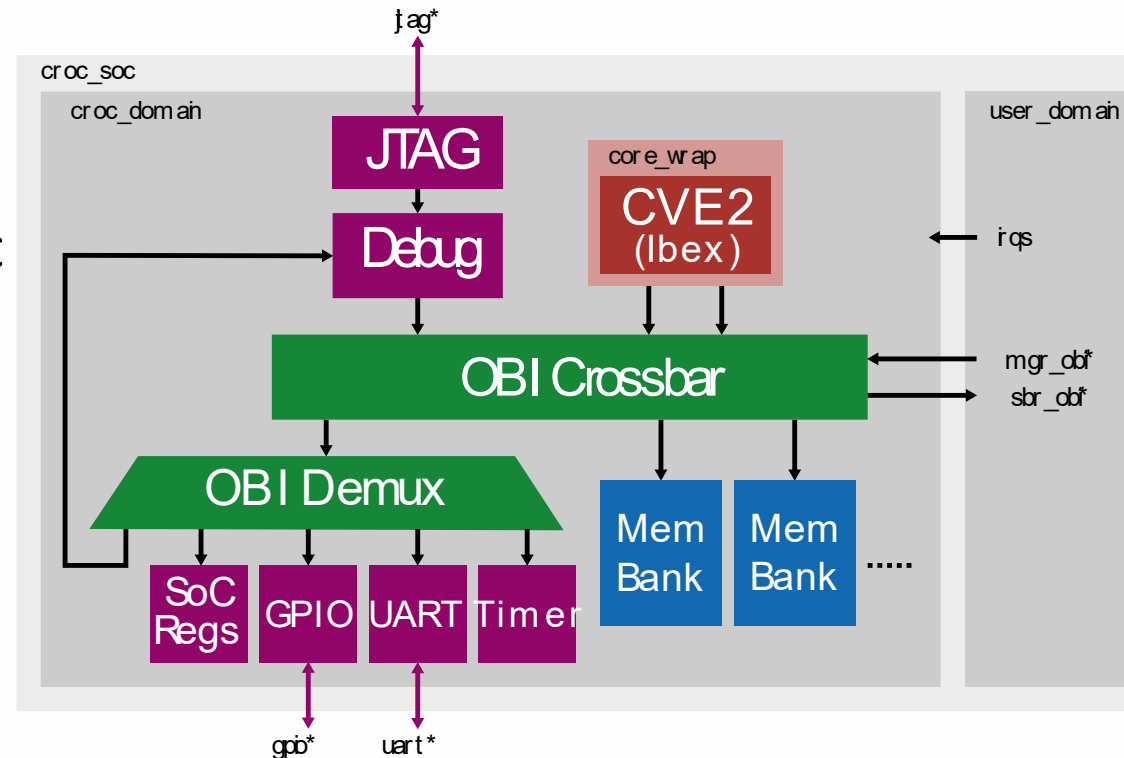 jtag*
croc_soc
croc_domain
user_domain
JTAG
core_wrap
CVE2
(Ibex)
Debug
irqs
OBI Crossbar
mgr_obi*
sbr_obi*
OBI Demux
Mem
Bank
Mem
Bank
.....
SoC
Regs
GPIO
UART
Timer
gpio*
uart*